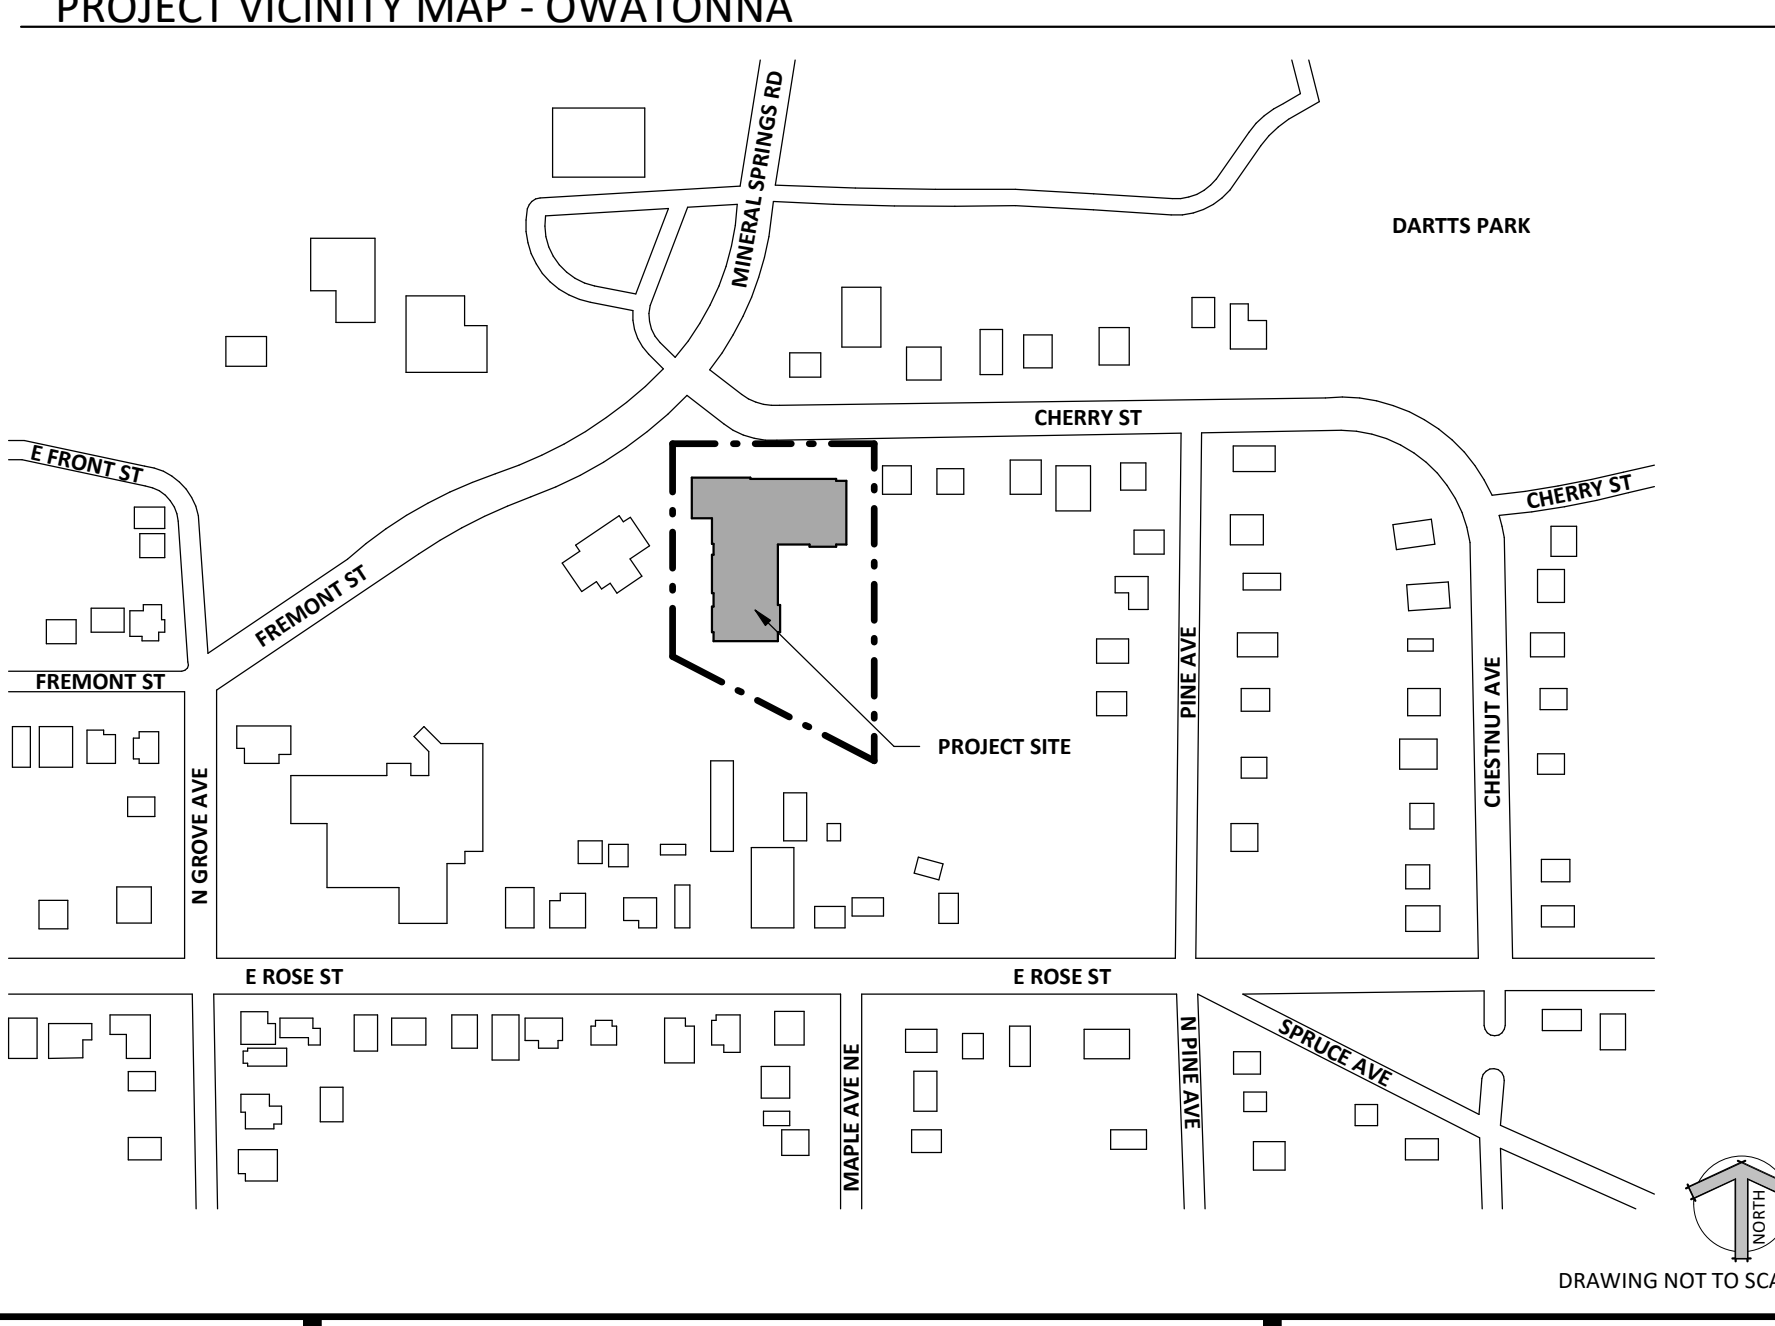 PROJECT VICINITY MAP - OWATONNA
MINERAL SPRINGS RD
DARTTS PARK
CHERRY ST
E FRONT ST
CHERRY ST
FREMONT ST
FREMONT ST
PINE AVE
CHESTNUT AVE
PROJECT SITE
N GROVE AVE
E ROSE ST
E ROSE ST
SPRUCE AVE
N PINE AVE
MAPLE AVE NE
NORTH
DRAWING NOT TO